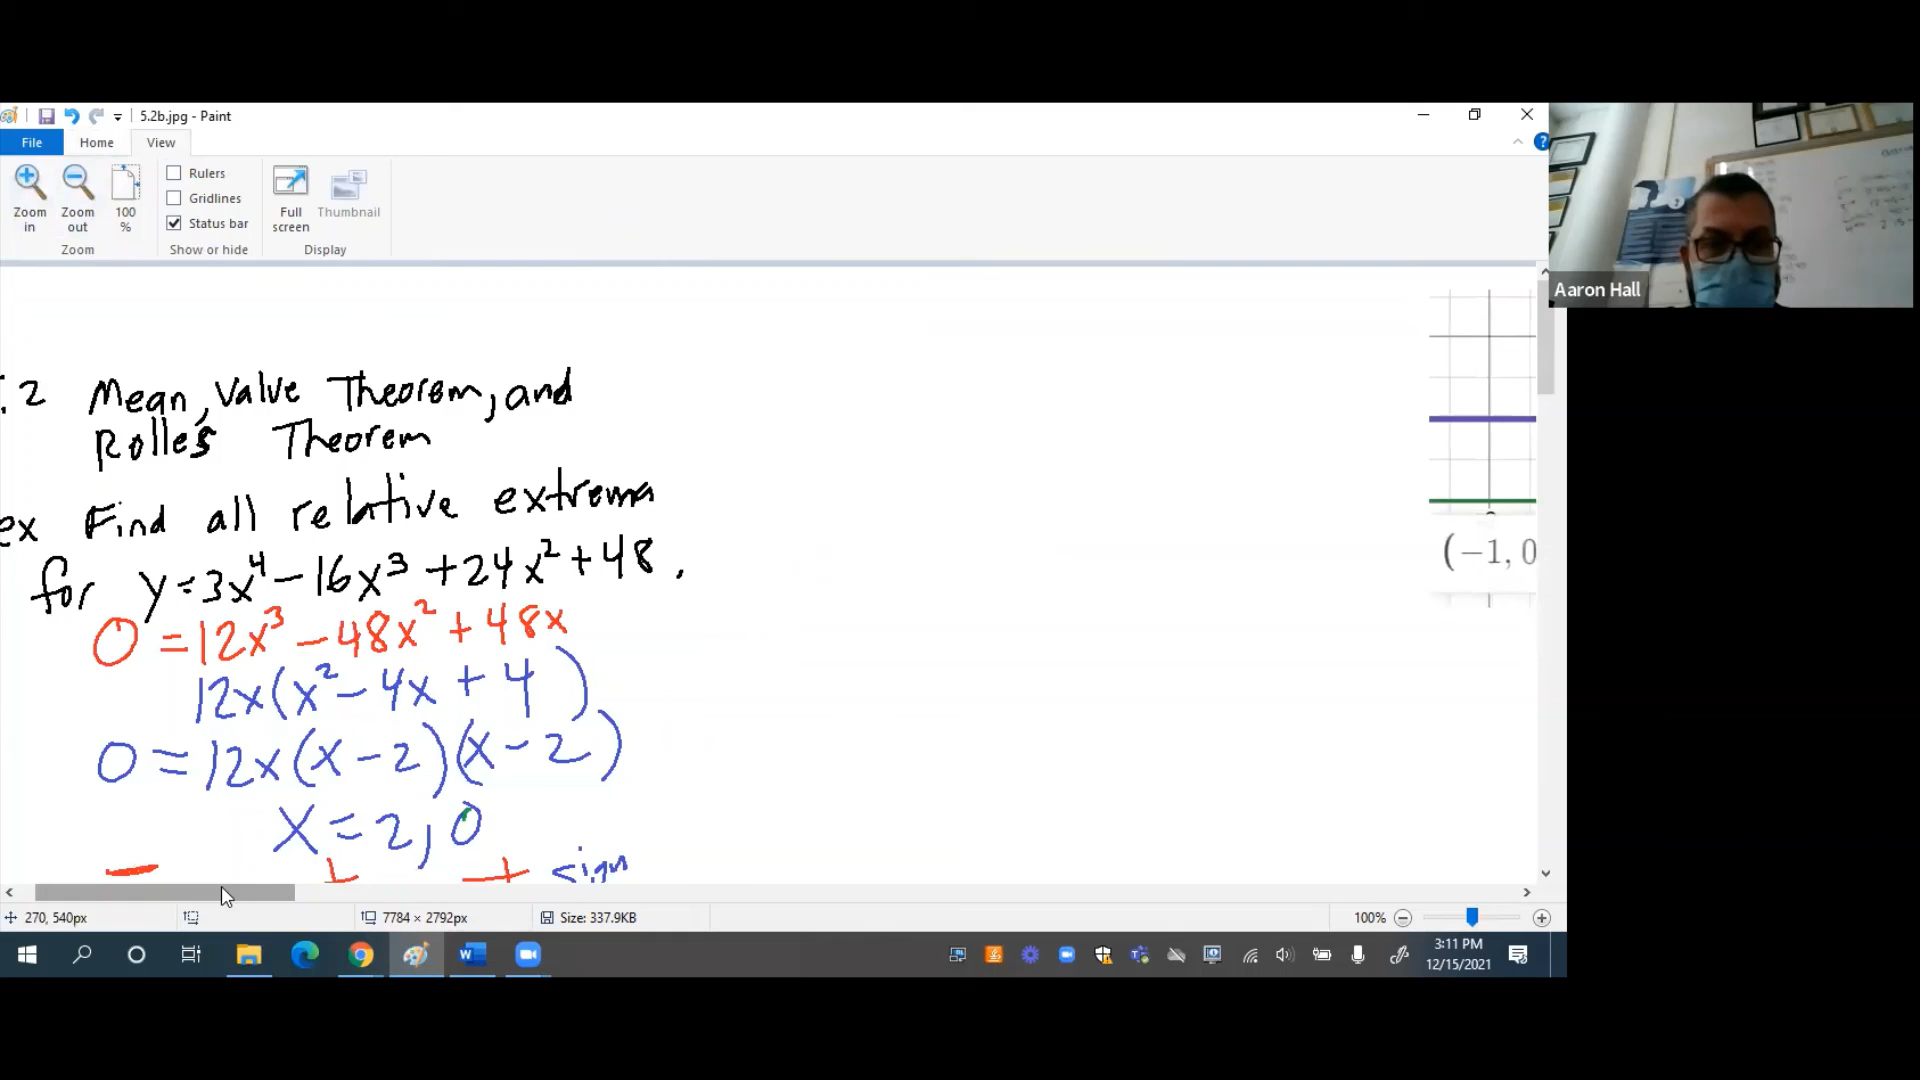 5.2b.jpg - Paint
File Home View
Zoom in
Zoom out
100 %
Rulers
Gridlines
Status bar
Full screen
Thumbnail
Zoom
Show or hide
Display
Aaron Hall
.2 Mean, Value Theorem, and
Rolle's Theorem
ex Find all relative extrema
for y=3x⁴-16x³+24x²+48.
0=12x³-48x²+48x
12x(x²-4x+4)
0=12x(x-2)(x-2)
x=2,0
- + + sign
(−1, 0
270, 540px
7784 × 2792px
Size: 337.9KB
100%
3:11 PM
12/15/2021